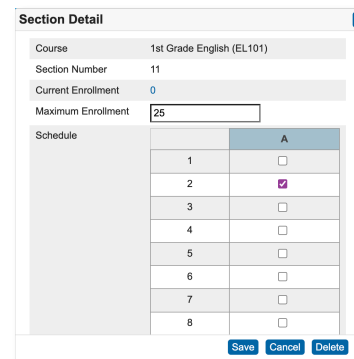 Section Detail
Course 1st Grade English (EL101)
Section Number 11
Current Enrollment 0
Maximum Enrollment 25
Schedule A
1
2
3
4
5
6
7
8
Save Cancel Delete